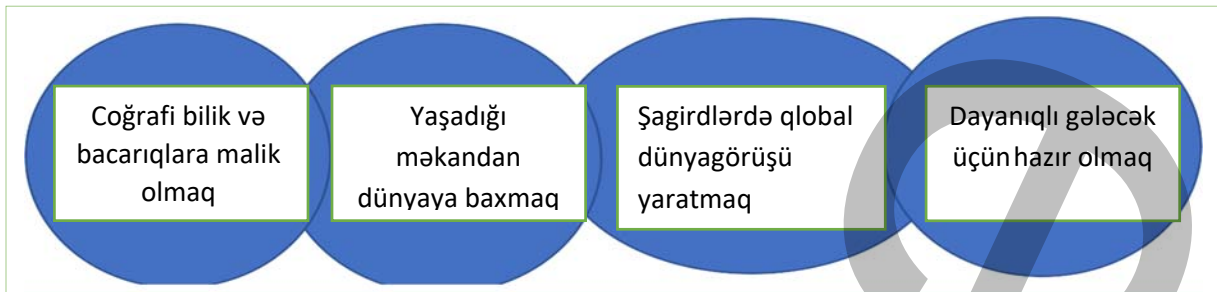 Coğrafi bilik və
bacarıqlara malik
olmaq
Yaşadığı
məkandan
dünyaya baxmaq
Şagirdlərdə qlobal
dünyagörüşü
yaratmaq
Dayanıqlı gələcək
üçün hazır olmaq